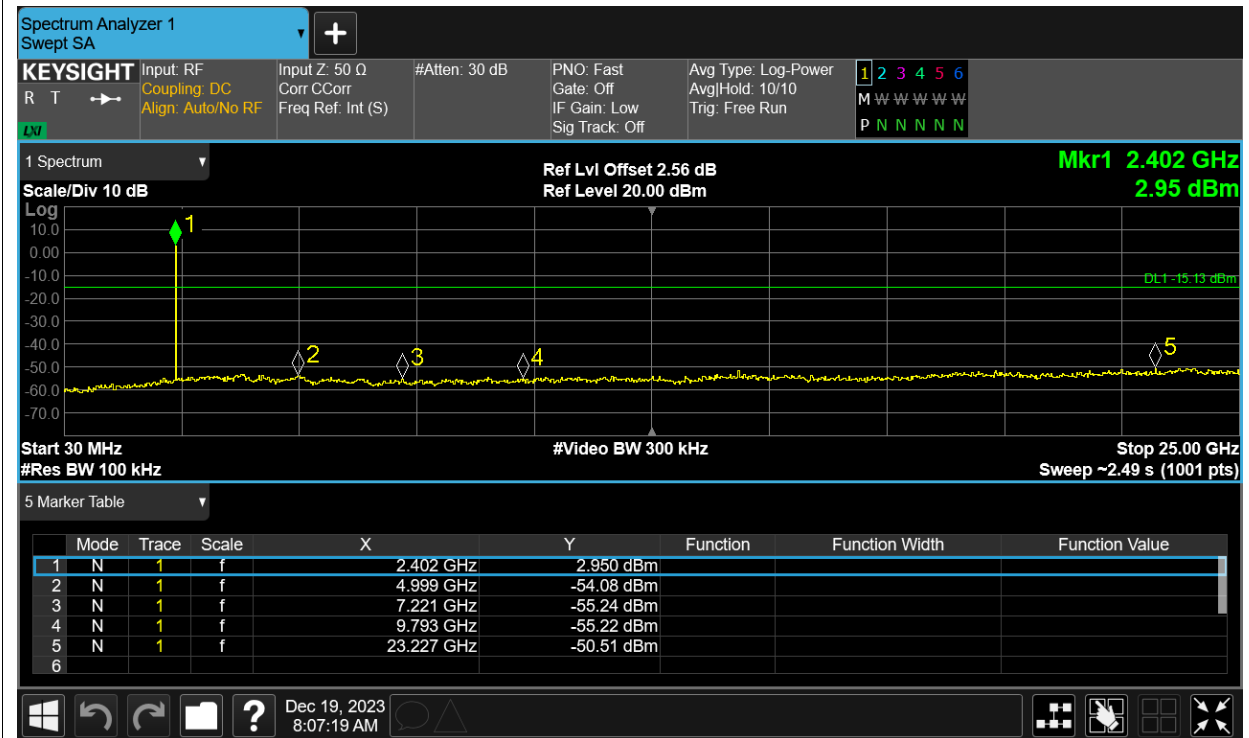 Spectrum Analyzer 1
Swept SA
KEYSIGHT
R T
LXI
Input: RF
Coupling: DC
Align: Auto/No RF
Input Z: 50 Ω
Corr CCorr
Freq Ref: Int (S)
#Atten: 30 dB
PNO: Fast
Gate: Off
IF Gain: Low
Sig Track: Off
Avg Type: Log-Power
Avg|Hold: 10/10
Trig: Free Run
1 2 3 4 5 6
M W W W W W
P N N N N N
1 Spectrum
Scale/Div 10 dB
Ref Lvl Offset 2.56 dB
Ref Level 20.00 dBm
Mkr1 2.402 GHz
2.95 dBm
Log
10.0
0.00
-10.0
-20.0
-30.0
-40.0
-50.0
-60.0
-70.0
1
2
3
4
5
DL1 -15.13 dBm
Start 30 MHz
#Res BW 100 kHz
#Video BW 300 kHz
Stop 25.00 GHz
Sweep ~2.49 s (1001 pts)
5 Marker Table
Mode Trace Scale X Y Function Function Width Function Value
1 N 1 f 2.402 GHz 2.950 dBm
2 N 1 f 4.999 GHz -54.08 dBm
3 N 1 f 7.221 GHz -55.24 dBm
4 N 1 f 9.793 GHz -55.22 dBm
5 N 1 f 23.227 GHz -50.51 dBm
6
?
Dec 19, 2023
8:07:19 AM